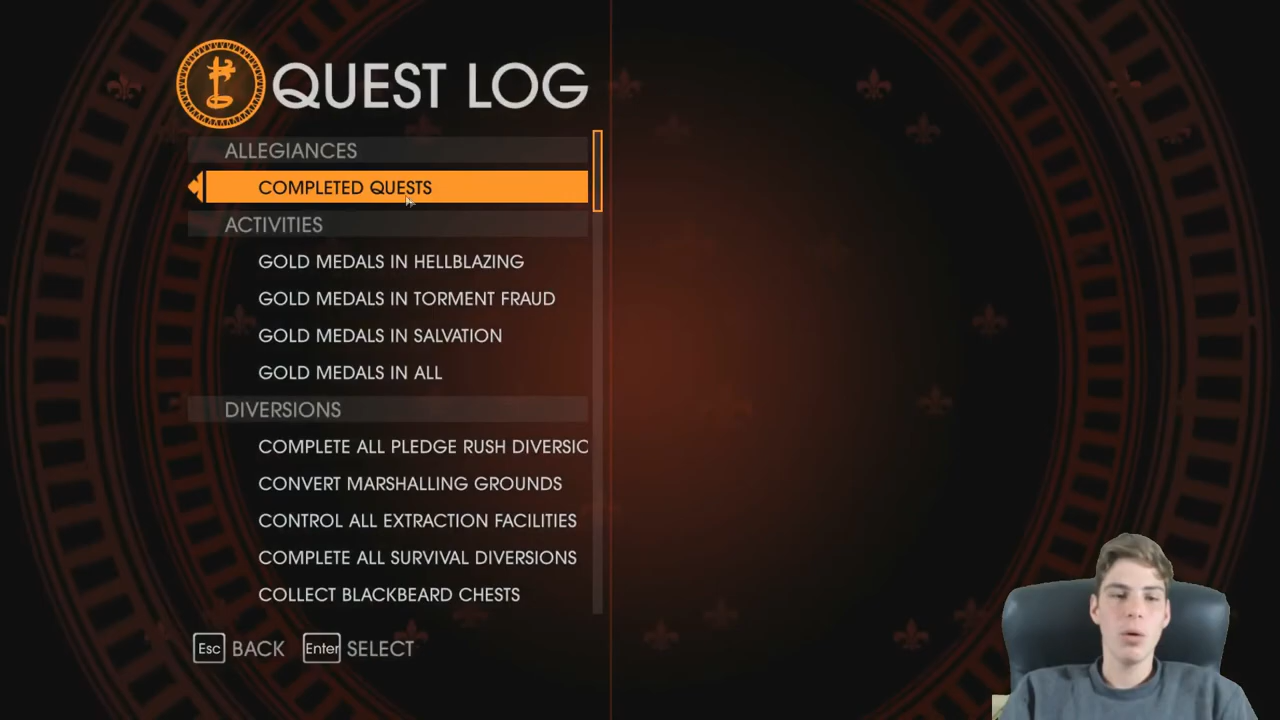 QUEST LOG
ALLEGIANCES
COMPLETED QUESTS
ACTIVITIES
GOLD MEDALS IN HELLBLAZING
GOLD MEDALS IN TORMENT FRAUD
GOLD MEDALS IN SALVATION
GOLD MEDALS IN ALL
DIVERSIONS
COMPLETE ALL PLEDGE RUSH DIVERSIC
CONVERT MARSHALLING GROUNDS
CONTROL ALL EXTRACTION FACILITIES
COMPLETE ALL SURVIVAL DIVERSIONS
COLLECT BLACKBEARD CHESTS
Esc BACK Enter SELECT